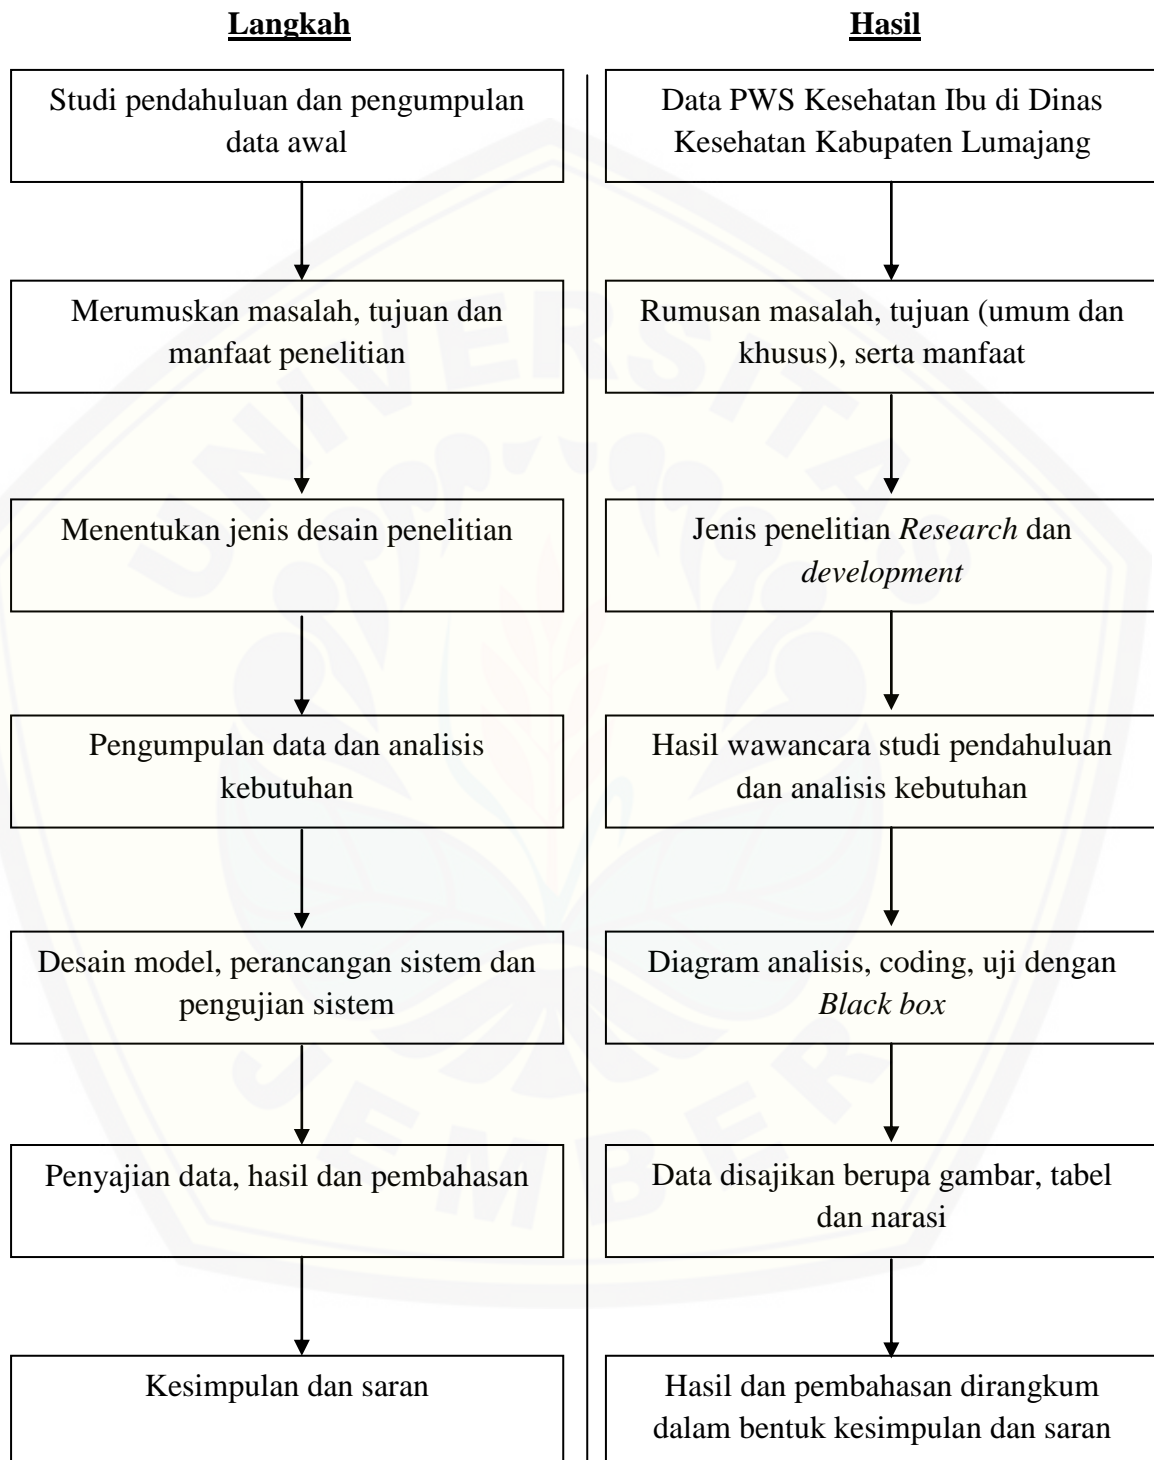 Langkah
Hasil
Studi pendahuluan dan pengumpulan
data awal
Data PWS Kesehatan Ibu di Dinas
Kesehatan Kabupaten Lumajang
Merumuskan masalah, tujuan dan
manfaat penelitian
Rumusan masalah, tujuan (umum dan
khusus), serta manfaat
Menentukan jenis desain penelitian
Jenis penelitian Research dan
development
Pengumpulan data dan analisis
kebutuhan
Hasil wawancara studi pendahuluan
dan analisis kebutuhan
Desain model, perancangan sistem dan
pengujian sistem
Diagram analisis, coding, uji dengan
Black box
Penyajian data, hasil dan pembahasan
Data disajikan berupa gambar, tabel
dan narasi
Kesimpulan dan saran
Hasil dan pembahasan dirangkum
dalam bentuk kesimpulan dan saran
UNIVERSITAS
JEMBER